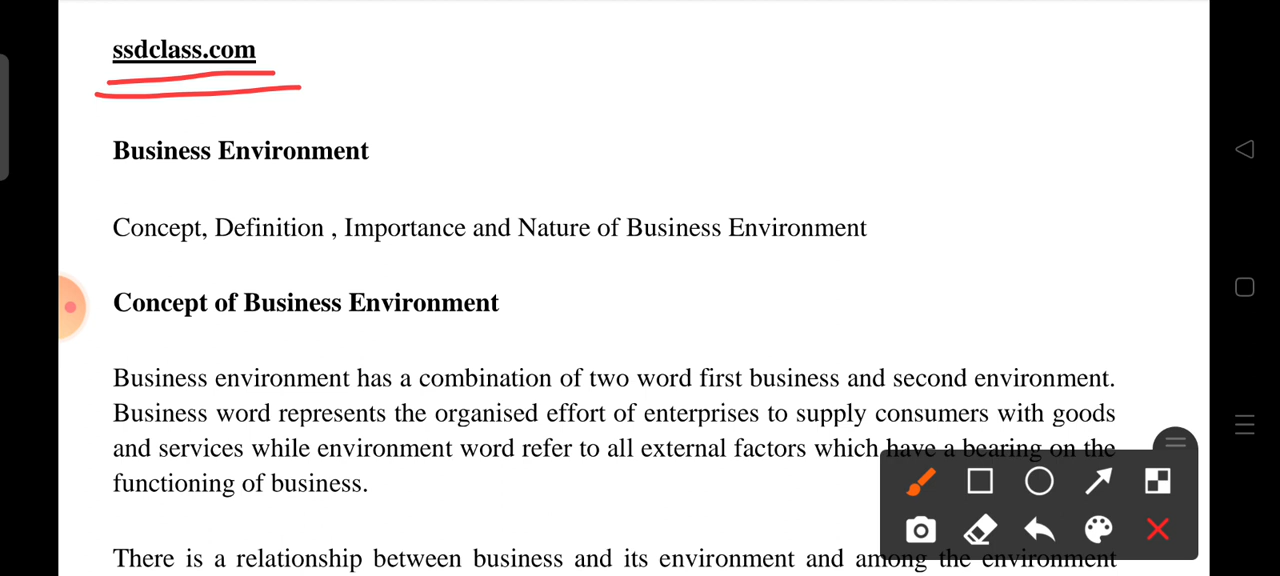 ssdclass.com
Business Environment
Concept, Definition , Importance and Nature of Business Environment
Concept of Business Environment
Business environment has a combination of two word first business and second environment.
Business word represents the organised effort of enterprises to supply consumers with goods
and services while environment word refer to all external factors which have a bearing on the
functioning of business.
There is a relationship between business and its environment and among the environment